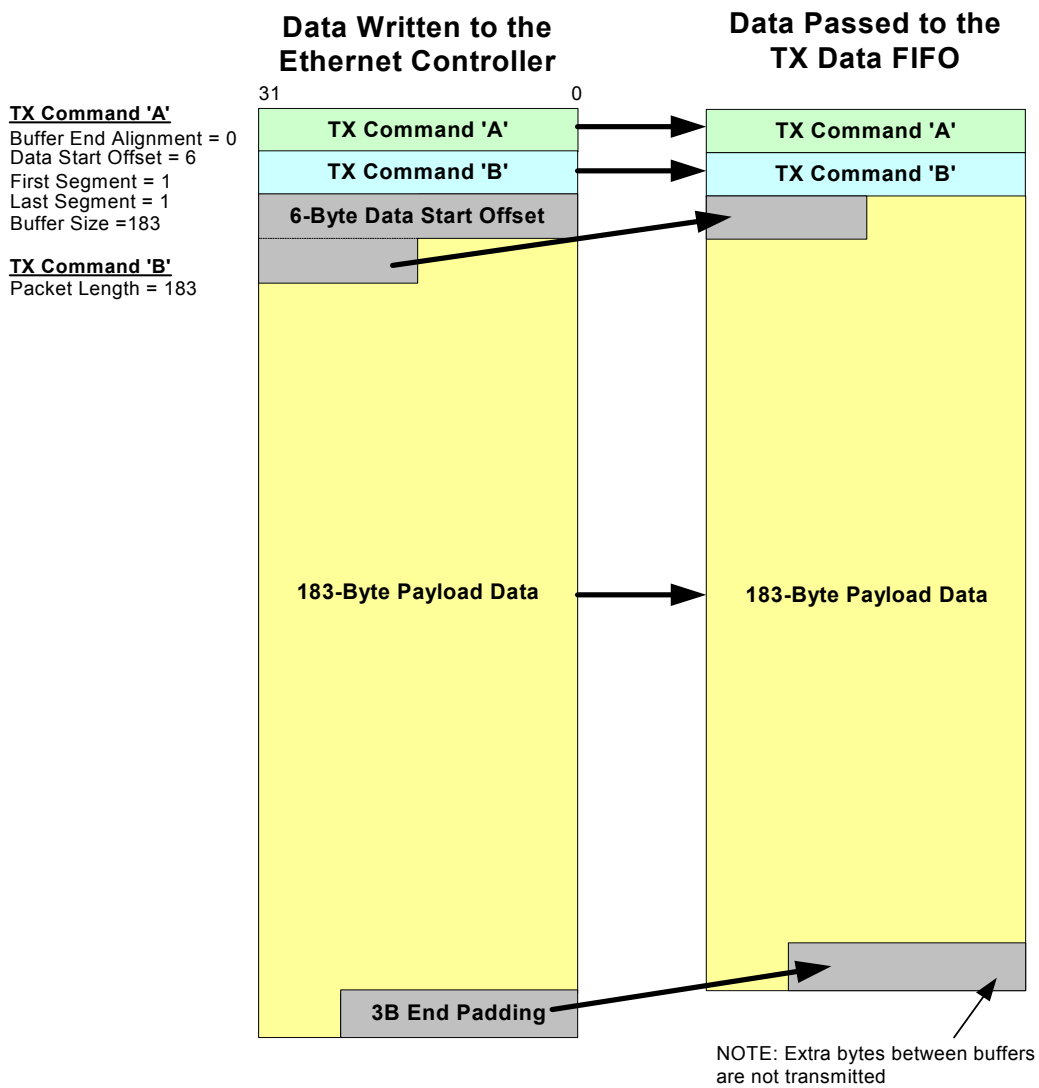 Data Written to the
Ethernet Controller
Data Passed to the
TX Data FIFO
31
0
TX Command 'A'
Buffer End Alignment = 0
Data Start Offset = 6
First Segment = 1
Last Segment = 1
Buffer Size =183
TX Command 'B'
Packet Length = 183
TX Command 'A'
TX Command 'B'
6-Byte Data Start Offset
183-Byte Payload Data
3B End Padding
TX Command 'A'
TX Command 'B'
183-Byte Payload Data
NOTE: Extra bytes between buffers
are not transmitted